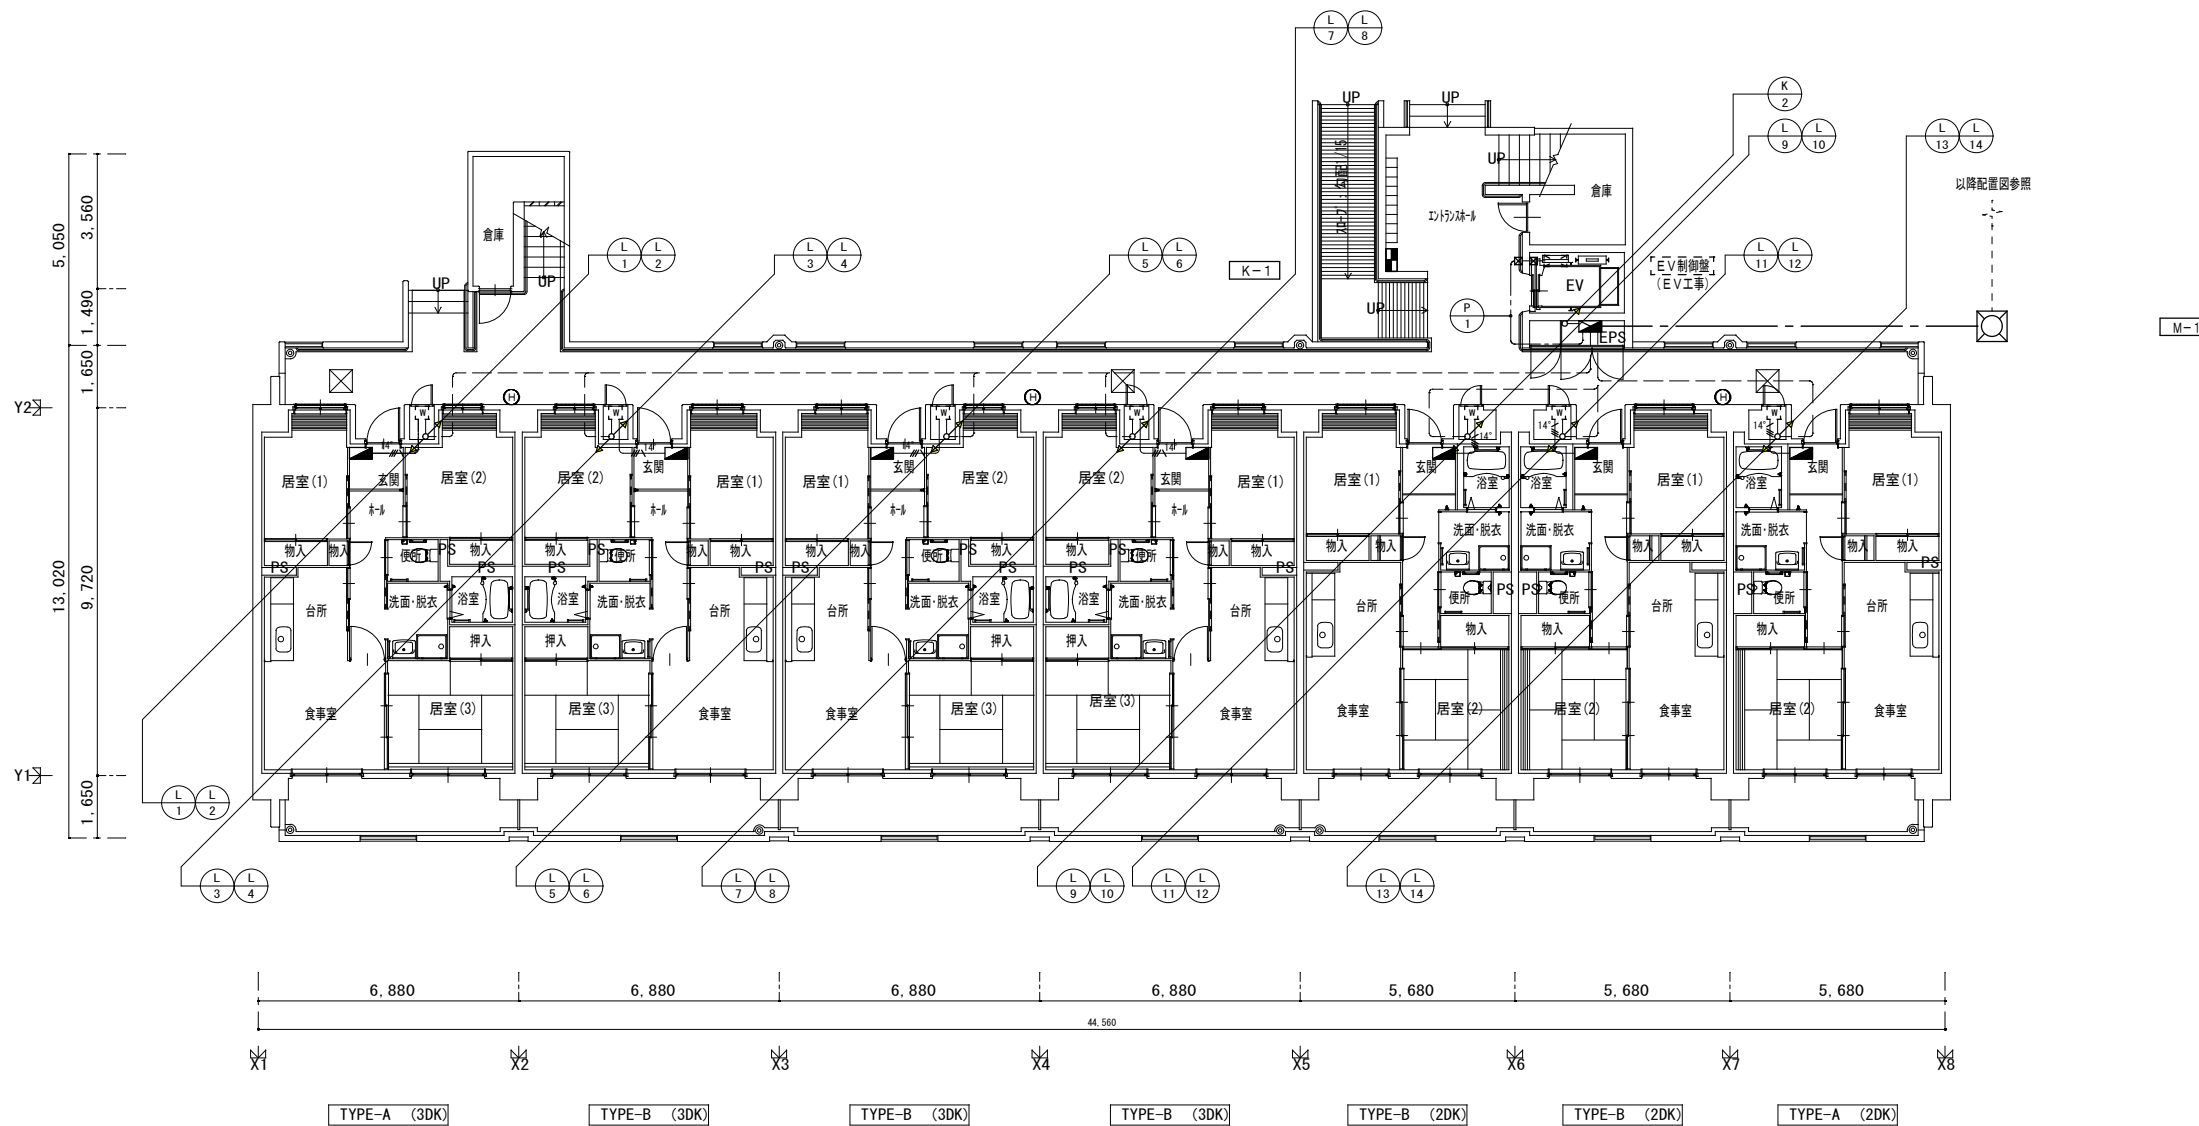 L
7
L
8
K
2
L
9
L
10
L
13
L
14
UP
UP
以降配置図参照
UP
倉庫
エントランスホール
スロープ 勾配1/15
倉庫
5,050
3,560
1,490
L
1
L
2
L
3
L
4
L
5
L
6
K-1
L
11
L
12
EV制御盤
(EV工事)
EV
UP
UP
UP
P
1
EPS
M-1
1,650
H
H
H
Y2
W
W
W
W
W
W
W
14°
14°
14°
14°
14°
14°
14°
居室(1)
玄関
ホール
居室(2)
居室(2)
玄関
ホール
居室(1)
居室(1)
玄関
ホール
居室(2)
居室(2)
玄関
ホール
居室(1)
居室(1)
玄関
浴室
浴室
玄関
居室(1)
浴室
玄関
居室(1)
物入
物入
便所
PS
物入
物入
PS
便所
物入
物入
物入
物入
便所
PS
物入
物入
PS
便所
物入
物入
物入
物入
洗面・脱衣
洗面・脱衣
物入
物入
洗面・脱衣
物入
物入
PS
PS
PS
PS
PS
PS
PS
PS
PS
13,020
9,720
台所
洗面・脱衣
浴室
浴室
洗面・脱衣
台所
台所
洗面・脱衣
浴室
浴室
洗面・脱衣
台所
台所
便所
PS
PS
便所
台所
PS
便所
台所
押入
押入
押入
押入
物入
物入
物入
食事室
居室(3)
居室(3)
食事室
食事室
居室(3)
居室(3)
食事室
食事室
居室(2)
居室(2)
食事室
居室(2)
食事室
Y1
1,650
L
1
L
2
L
3
L
4
L
5
L
6
L
7
L
8
L
9
L
10
L
11
L
12
L
13
L
14
6,880
6,880
6,880
6,880
5,680
5,680
5,680
44,560
X1
X2
X3
X4
X5
X6
X7
X8
TYPE-A (3DK)
TYPE-B (3DK)
TYPE-B (3DK)
TYPE-B (3DK)
TYPE-B (2DK)
TYPE-B (2DK)
TYPE-A (2DK)